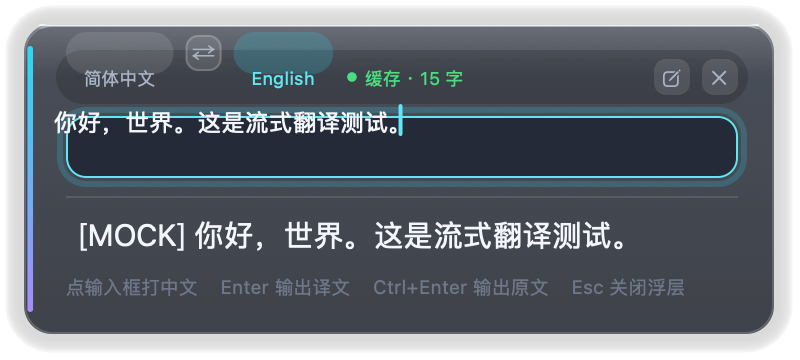 简体中文 English 缓存 · 15 字
你好，世界。这是流式翻译测试。
[MOCK] 你好，世界。这是流式翻译测试。
点输入框打中文 Enter 输出译文 Ctrl+Enter 输出原文 Esc 关闭浮层